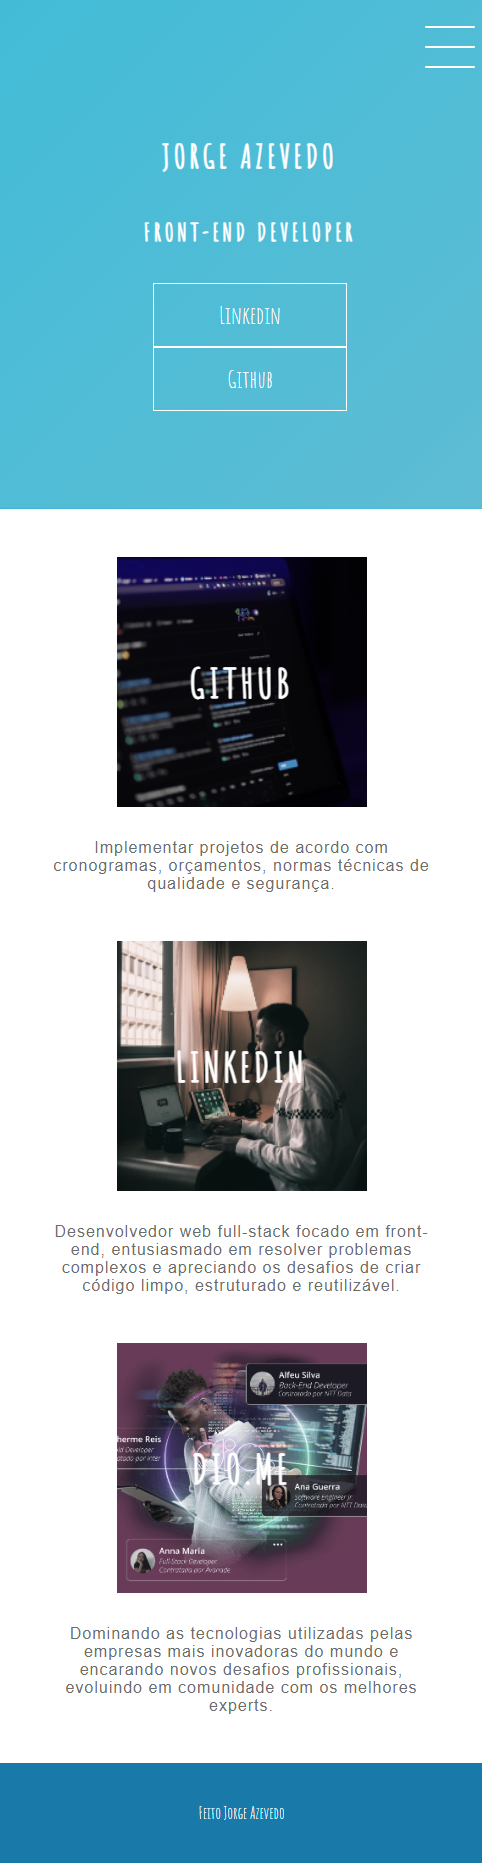 JORGE AZEVEDO
FRONT-END DEVELOPER
Linkedin
Github
GITHUB
Implementar projetos de acordo com
cronogramas, orçamentos, normas técnicas de
qualidade e segurança.
LINKEDIN
Desenvolvedor web full-stack focado em front-
end, entusiasmado em resolver problemas
complexos e apreciando os desafios de criar
código limpo, estruturado e reutilizável.
Alfeu Silva
Back-End Developer
Contratado por NTT Data
herme Reis
Developer
tado por Inter
DIO.ME
Ana Guerra
Software Engineer Jr.
Contratada por NTT Data
Anna Maria
Full-Stack Developer
Contratada por Avanade
Dominando as tecnologias utilizadas pelas
empresas mais inovadoras do mundo e
encarando novos desafios profissionais,
evoluindo em comunidade com os melhores
experts.
Feito Jorge Azevedo